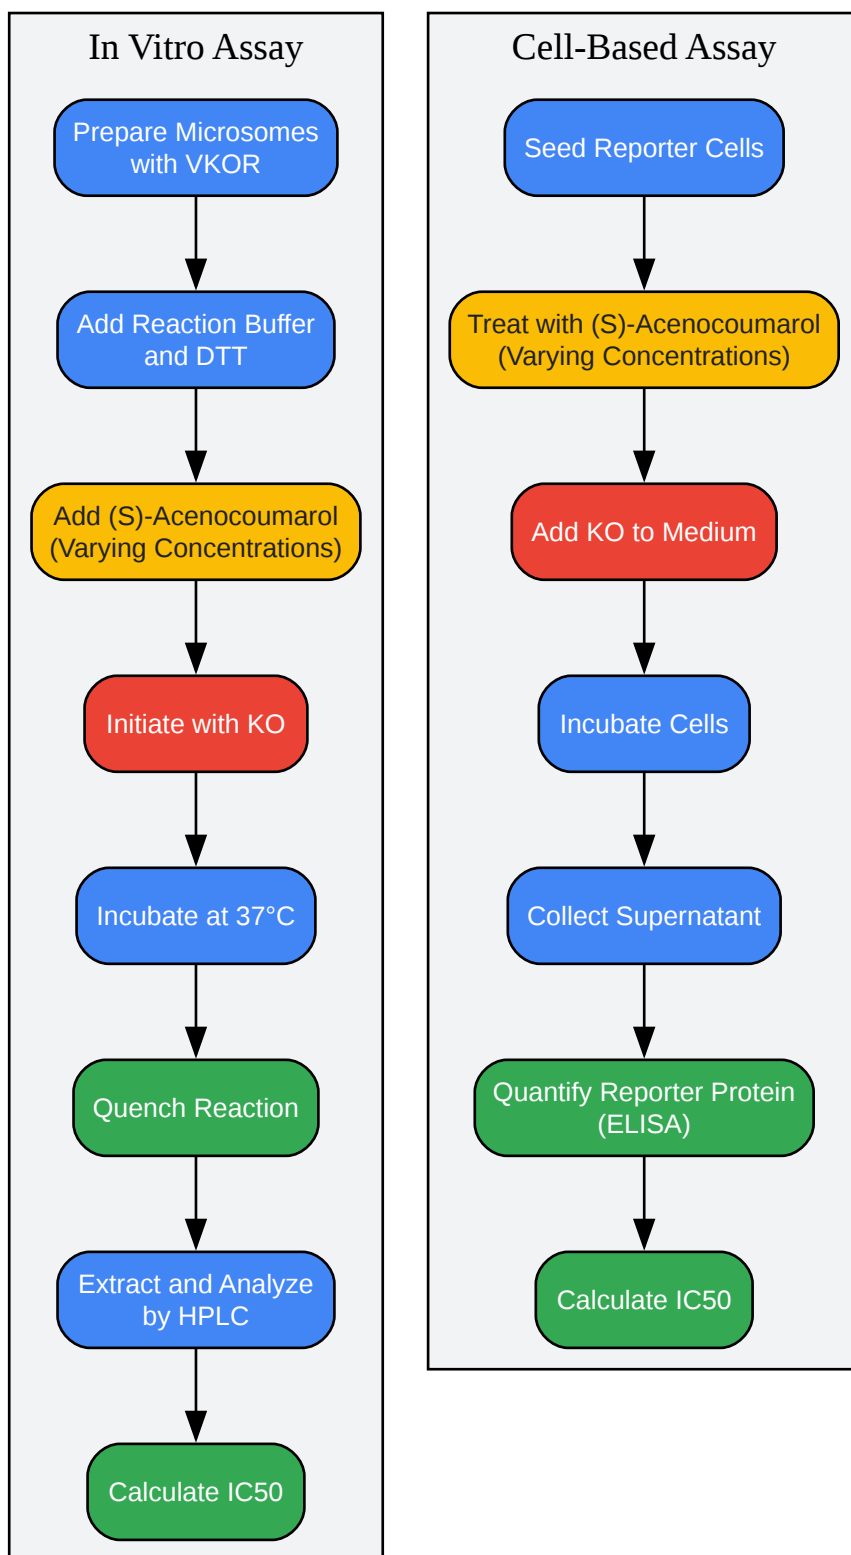 In Vitro Assay
Prepare Microsomes
with VKOR
Add Reaction Buffer
and DTT
Add (S)-Acenocoumarol
(Varying Concentrations)
Initiate with KO
Incubate at 37°C
Quench Reaction
Extract and Analyze
by HPLC
Calculate IC50
Cell-Based Assay
Seed Reporter Cells
Treat with (S)-Acenocoumarol
(Varying Concentrations)
Add KO to Medium
Incubate Cells
Collect Supernatant
Quantify Reporter Protein
(ELISA)
Calculate IC50